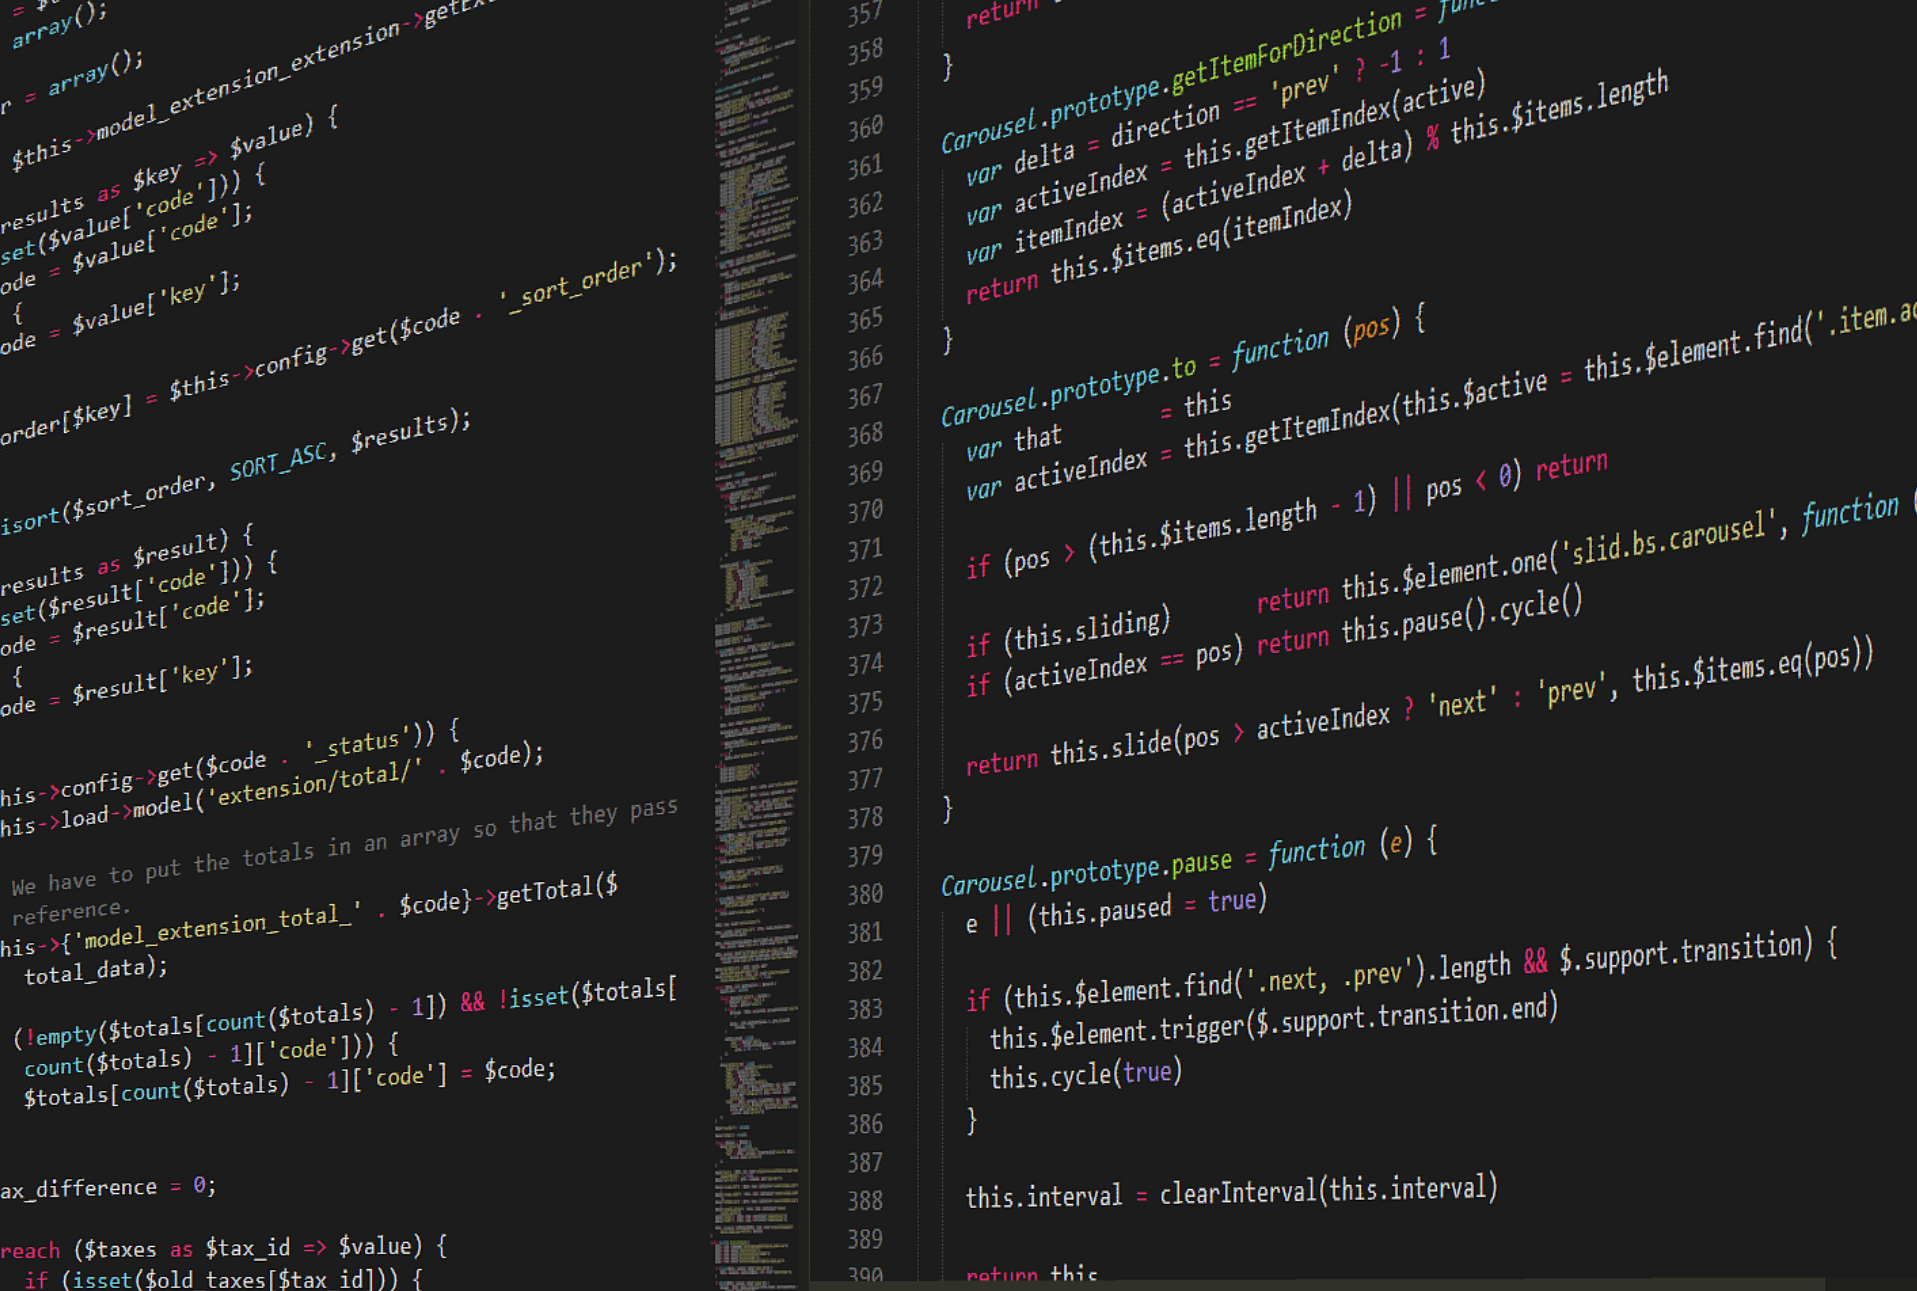 = $t
array();
r = array();
$this->model_extension_extension->getEx
results as $key => $value) {
set($value['code'])) {
ode = $value['code'];
{
ode = $value['key'];
order[$key] = $this->config->get($code . '_sort_order');
isort($sort_order, SORT_ASC, $results);
results as $result) {
set($result['code'])) {
ode = $result['code'];
{
ode = $result['key'];
his->config->get($code . '_status')) {
his->load->model('extension/total/' . $code);
We have to put the totals in an array so that they pass
reference.
his->{'model_extension_total_' . $code}->getTotal($
total_data);
(!empty($totals[count($totals) - 1]) && !isset($totals[
count($totals) - 1]['code'])) {
$totals[count($totals) - 1]['code'] = $code;
ax_difference = 0;
reach ($taxes as $tax_id => $value) {
if (isset($old_taxes[$tax_id])) {
357 return
358 }
359
360 Carousel.prototype.getItemForDirection = func
361 var delta = direction == 'prev' ? -1 : 1
362 var activeIndex = this.getItemIndex(active)
363 var itemIndex = (activeIndex + delta) % this.$items.length
364 return this.$items.eq(itemIndex)
365 }
366
367 Carousel.prototype.to = function (pos) {
368 var that = this
369 var activeIndex = this.getItemIndex(this.$active = this.$element.find('.item.ac
370
371 if (pos > (this.$items.length - 1) || pos < 0) return
372
373 if (this.sliding) return this.$element.one('slid.bs.carousel', function (
374 if (activeIndex == pos) return this.pause().cycle()
375
376 return this.slide(pos > activeIndex ? 'next' : 'prev', this.$items.eq(pos))
377 }
378
379 Carousel.prototype.pause = function (e) {
380 e || (this.paused = true)
381
382 if (this.$element.find('.next, .prev').length && $.support.transition) {
383 this.$element.trigger($.support.transition.end)
384 this.cycle(true)
385 }
386
387 this.interval = clearInterval(this.interval)
388
389 return this
390